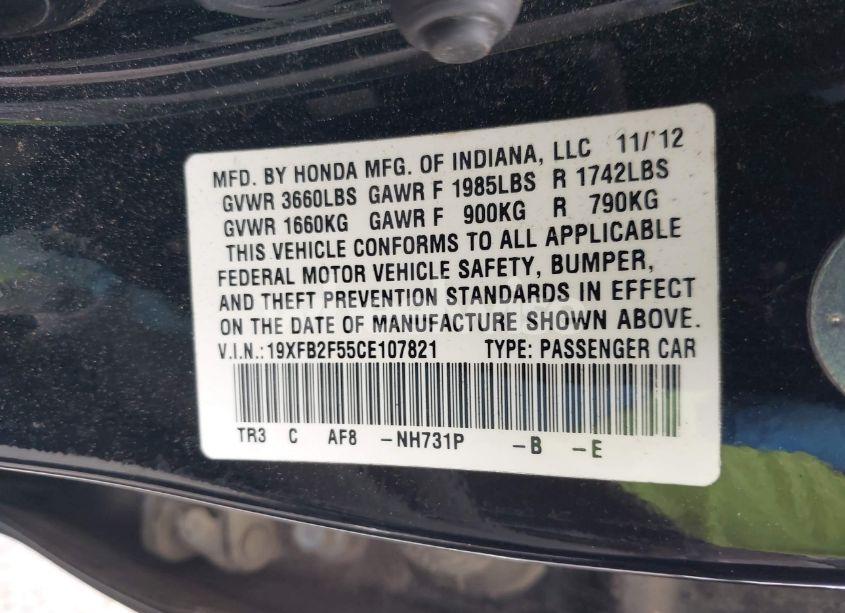 MFD. BY HONDA MFG. OF INDIANA, LLC 11/'12
GVWR 3660LBS GAWR F 1985LBS R 1742LBS
GVWR 1660KG GAWR F 900KG R 790KG
THIS VEHICLE CONFORMS TO ALL APPLICABLE
FEDERAL MOTOR VEHICLE SAFETY, BUMPER,
AND THEFT PREVENTION STANDARDS IN EFFECT
ON THE DATE OF MANUFACTURE SHOWN ABOVE.
V.I.N.:19XFB2F55CE107821 TYPE: PASSENGER CAR
TR3 C AF8 -NH731P -B -E